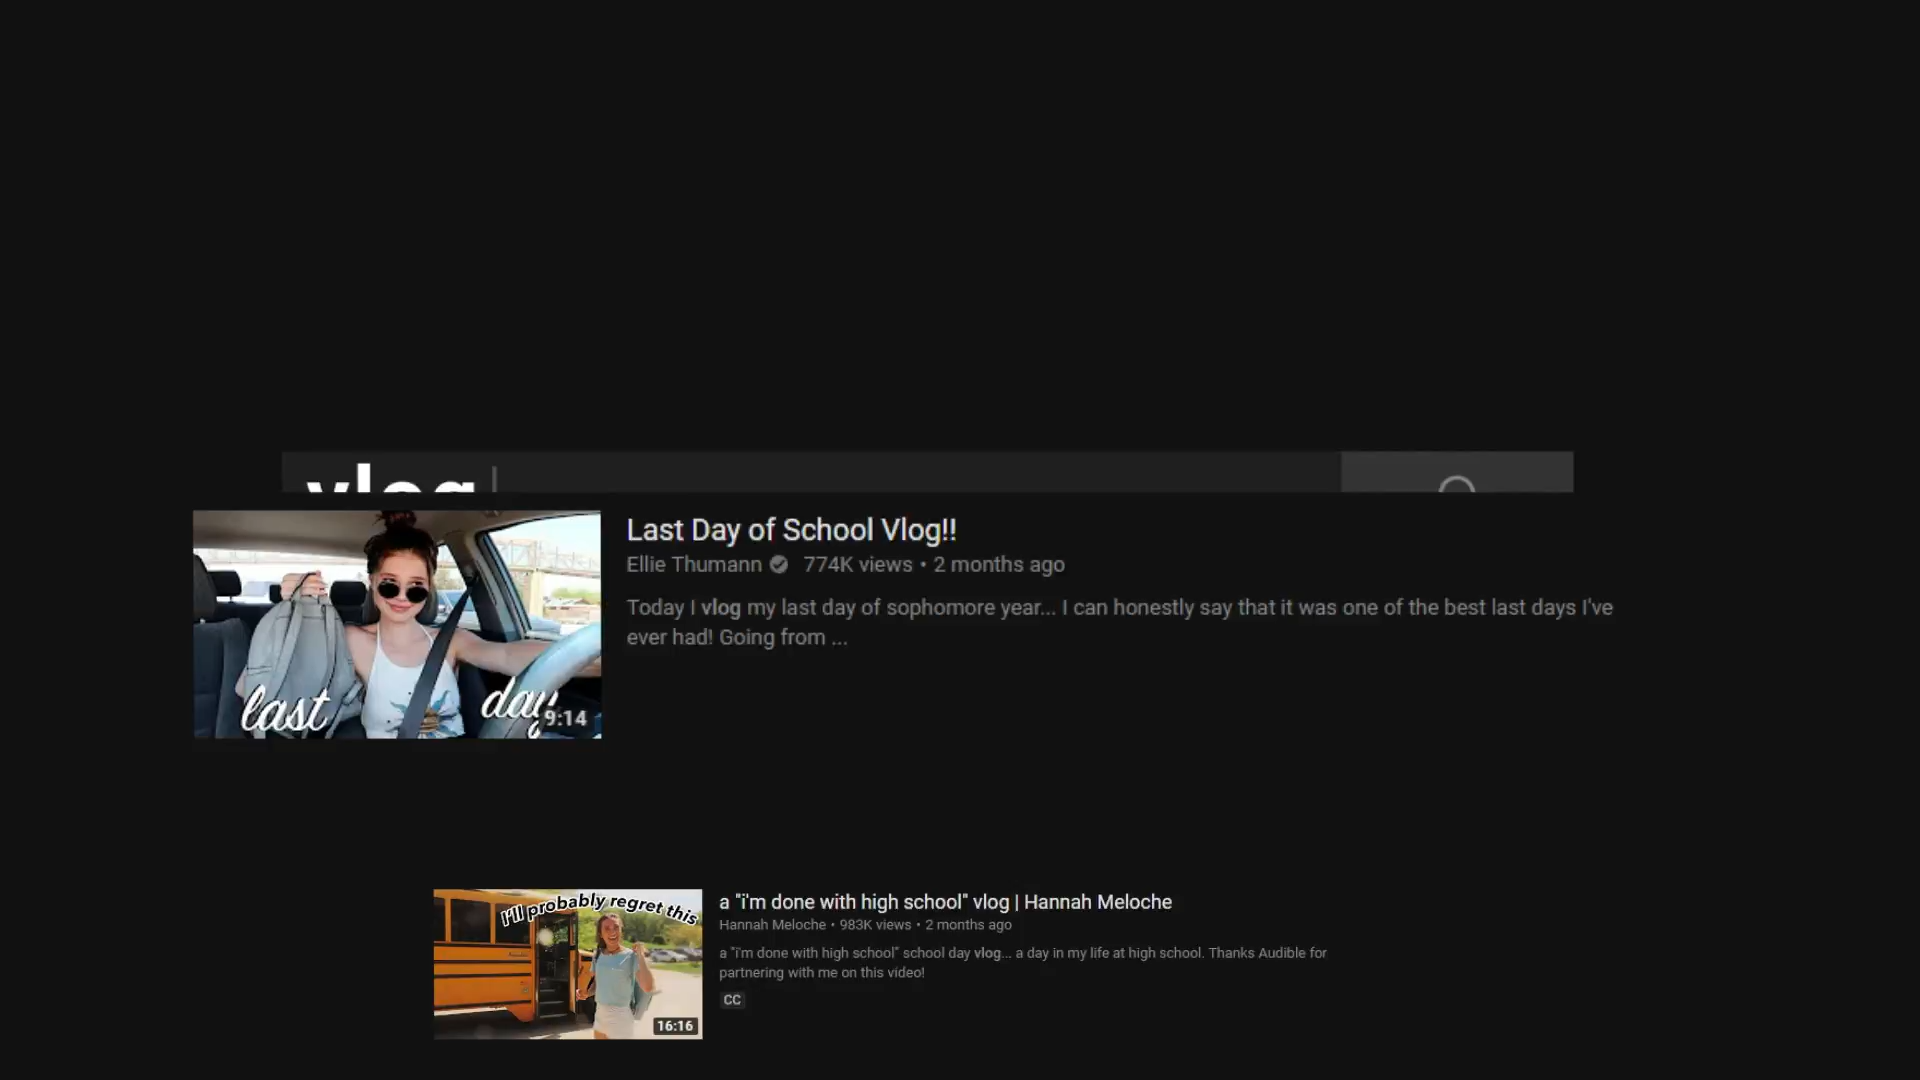 vlog
Last Day of School Vlog!!
Ellie Thumann 774K views • 2 months ago
Today I vlog my last day of sophomore year... I can honestly say that it was one of the best last days I've
ever had! Going from ...
last day
9:14
I'll probably regret this
a "i'm done with high school" vlog | Hannah Meloche
Hannah Meloche • 983K views • 2 months ago
a "i'm done with high school" school day vlog... a day in my life at high school. Thanks Audible for
partnering with me on this video!
CC
16:16